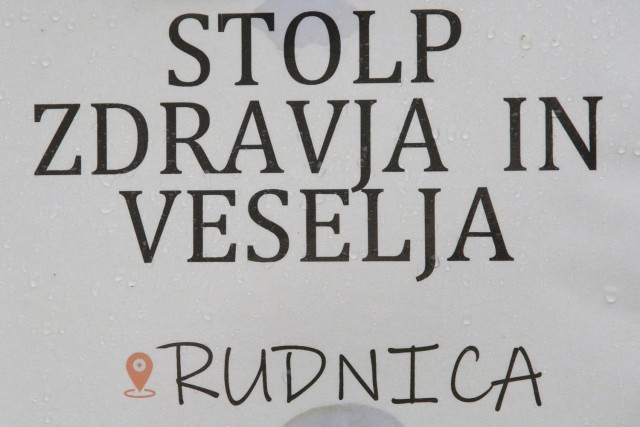 STOLP
ZDRAVJA IN
VESELJA
RUDNICA